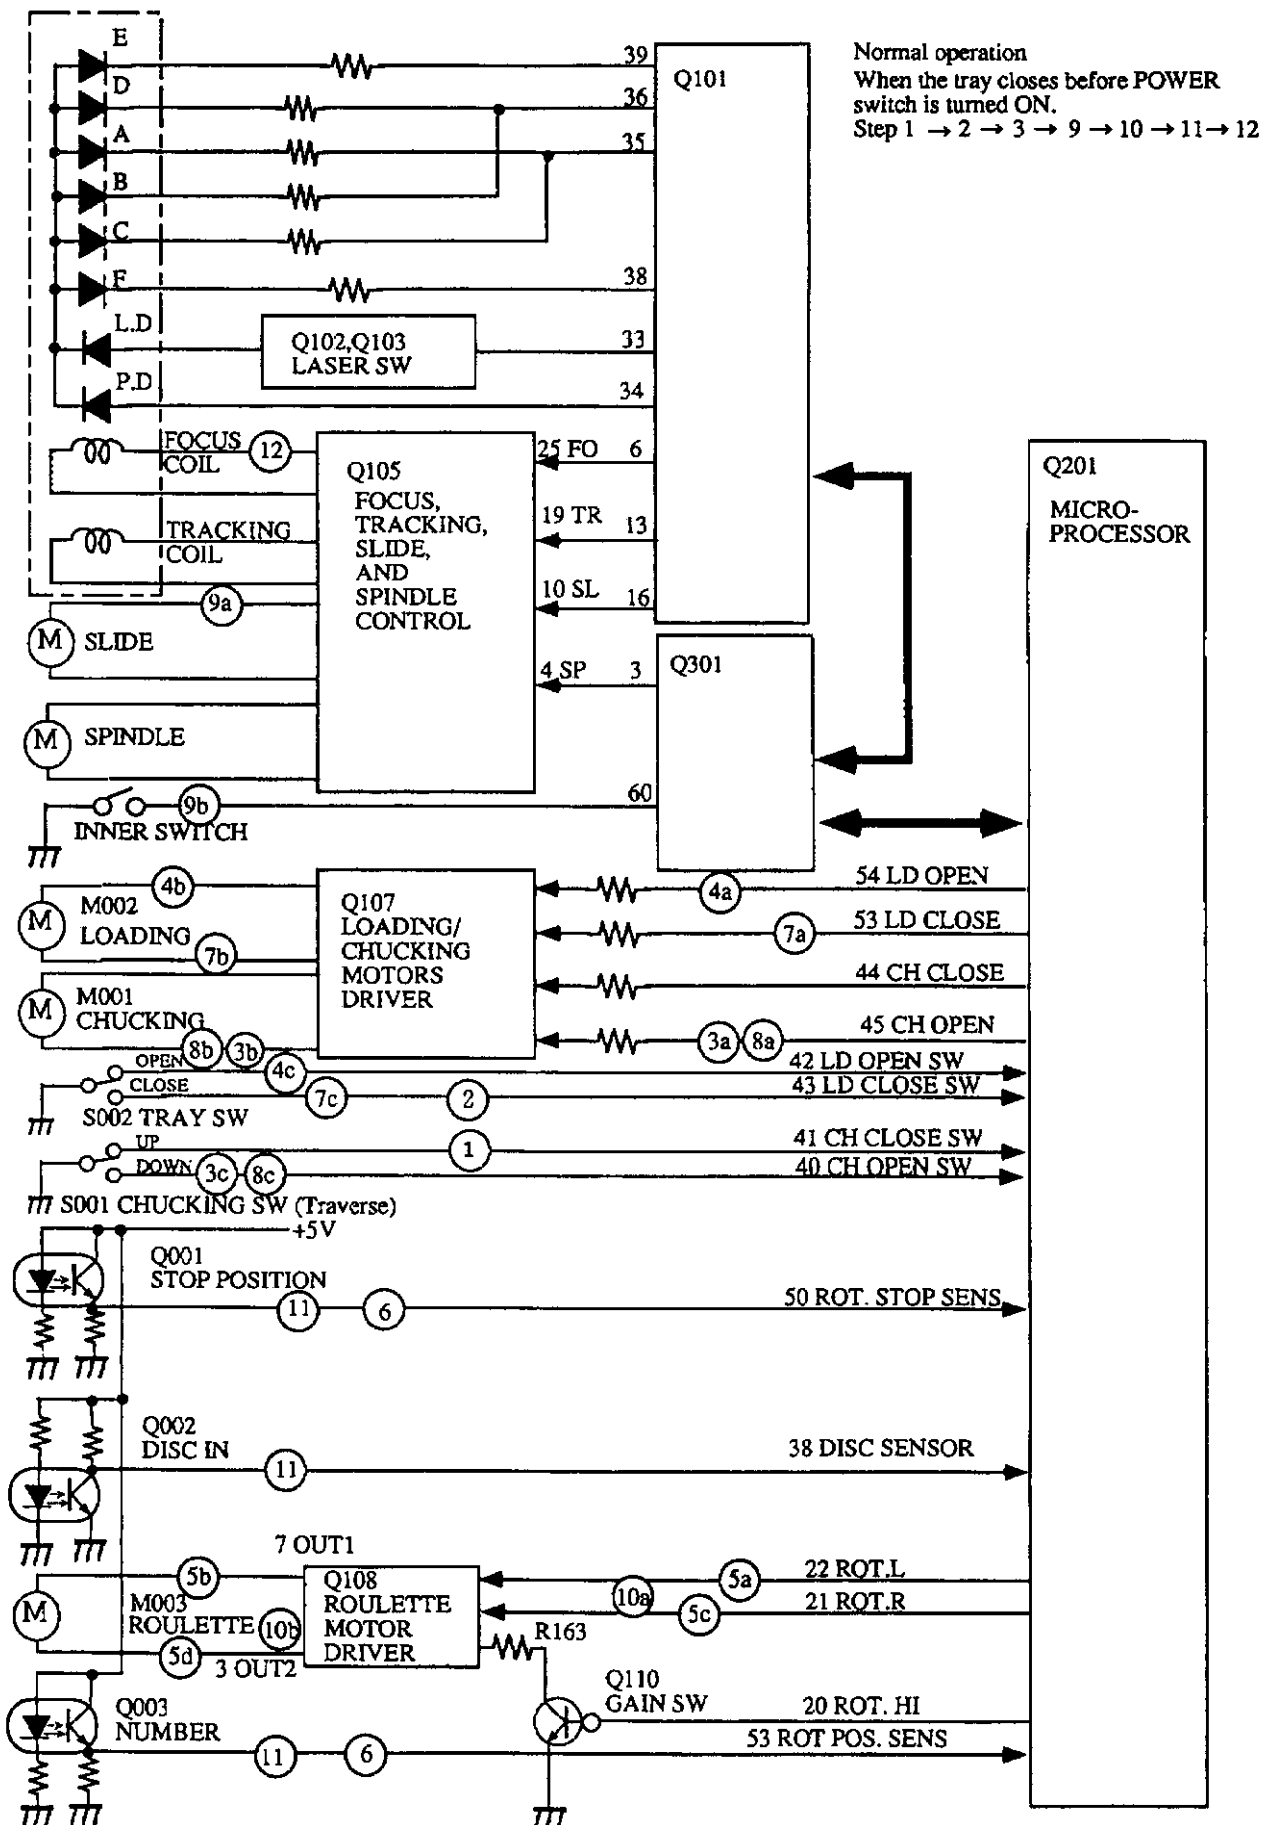 Normal operation
When the tray closes before POWER
switch is turned ON.
Step 1 → 2 → 3 → 9 → 10 → 11→ 12
E
39
Q101
D
36
A
35
B
C
F
38
L.D
Q102,Q103
LASER SW
33
P.D
34
FOCUS
COIL
12
25 FO
6
Q105
FOCUS,
TRACKING,
SLIDE,
AND
SPINDLE
CONTROL
19 TR
13
TRACKING
COIL
10 SL
16
9a
M
SLIDE
4 SP
3
Q301
M
SPINDLE
9b
INNER SWITCH
60
Q201
MICRO-
PROCESSOR
4b
M
M002
LOADING
7b
Q107
LOADING/
CHUCKING
MOTORS
DRIVER
4a
54 LD OPEN
7a
53 LD CLOSE
44 CH CLOSE
M
M001
CHUCKING
8b
3b
3a
8a
45 CH OPEN
OPEN
4c
42 LD OPEN SW
CLOSE
7c
2
43 LD CLOSE SW
S002 TRAY SW
UP
1
41 CH CLOSE SW
DOWN
3c
8c
40 CH OPEN SW
S001 CHUCKING SW (Traverse)
+5V
Q001
STOP POSITION
11
6
50 ROT. STOP SENS
Q002
DISC IN
11
38 DISC SENSOR
7 OUT1
5b
Q108
ROULETTE
MOTOR
DRIVER
5a
22 ROT.L
10a
5c
21 ROT.R
M
M003
ROULETTE
10b
5d
3 OUT2
R163
Q110
GAIN SW
20 ROT. HI
Q003
NUMBER
11
6
53 ROT POS. SENS